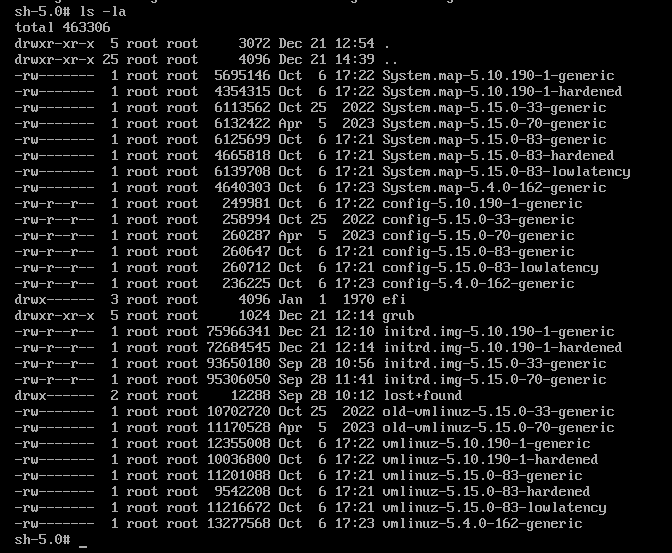 sh-5.0# ls -la
total 463306
drwxr-xr-x  5 root root     3072 Dec 21 12:54 .
drwxr-xr-x 25 root root     4096 Dec 21 14:39 ..
-rw-------  1 root root  5695146 Oct  6 17:22 System.map-5.10.190-1-generic
-rw-------  1 root root  4354315 Oct  6 17:22 System.map-5.10.190-1-hardened
-rw-------  1 root root  6113562 Oct 25  2022 System.map-5.15.0-33-generic
-rw-------  1 root root  6132422 Apr  5  2023 System.map-5.15.0-70-generic
-rw-------  1 root root  6125699 Oct  6 17:21 System.map-5.15.0-83-generic
-rw-------  1 root root  4665818 Oct  6 17:21 System.map-5.15.0-83-hardened
-rw-------  1 root root  6139708 Oct  6 17:21 System.map-5.15.0-83-lowlatency
-rw-------  1 root root  4640303 Oct  6 17:23 System.map-5.4.0-162-generic
-rw-r--r--  1 root root   249981 Oct  6 17:22 config-5.10.190-1-generic
-rw-r--r--  1 root root   258994 Oct 25  2022 config-5.15.0-33-generic
-rw-r--r--  1 root root   260287 Apr  5  2023 config-5.15.0-70-generic
-rw-r--r--  1 root root   260647 Oct  6 17:21 config-5.15.0-83-generic
-rw-r--r--  1 root root   260712 Oct  6 17:21 config-5.15.0-83-lowlatency
-rw-r--r--  1 root root   236225 Oct  6 17:23 config-5.4.0-162-generic
drwx------  3 root root     4096 Jan  1  1970 efi
drwxr-xr-x  5 root root     1024 Dec 21 12:14 grub
-rw-r--r--  1 root root 75966341 Dec 21 12:10 initrd.img-5.10.190-1-generic
-rw-r--r--  1 root root 72684545 Dec 21 12:14 initrd.img-5.10.190-1-hardened
-rw-r--r--  1 root root 93650180 Sep 28 10:56 initrd.img-5.15.0-33-generic
-rw-r--r--  1 root root 95306050 Sep 28 11:41 initrd.img-5.15.0-70-generic
drwx------  2 root root    12288 Sep 28 10:12 lost+found
-rw-------  1 root root 10702720 Oct 25  2022 old-vmlinuz-5.15.0-33-generic
-rw-------  1 root root 11170528 Apr  5  2023 old-vmlinuz-5.15.0-70-generic
-rw-------  1 root root 12355008 Oct  6 17:22 vmlinuz-5.10.190-1-generic
-rw-------  1 root root 10036800 Oct  6 17:22 vmlinuz-5.10.190-1-hardened
-rw-------  1 root root 11201088 Oct  6 17:21 vmlinuz-5.15.0-83-generic
-rw-------  1 root root  9542208 Oct  6 17:21 vmlinuz-5.15.0-83-hardened
-rw-------  1 root root 11216672 Oct  6 17:21 vmlinuz-5.15.0-83-lowlatency
-rw-------  1 root root 13277568 Oct  6 17:23 vmlinuz-5.4.0-162-generic
sh-5.0# _